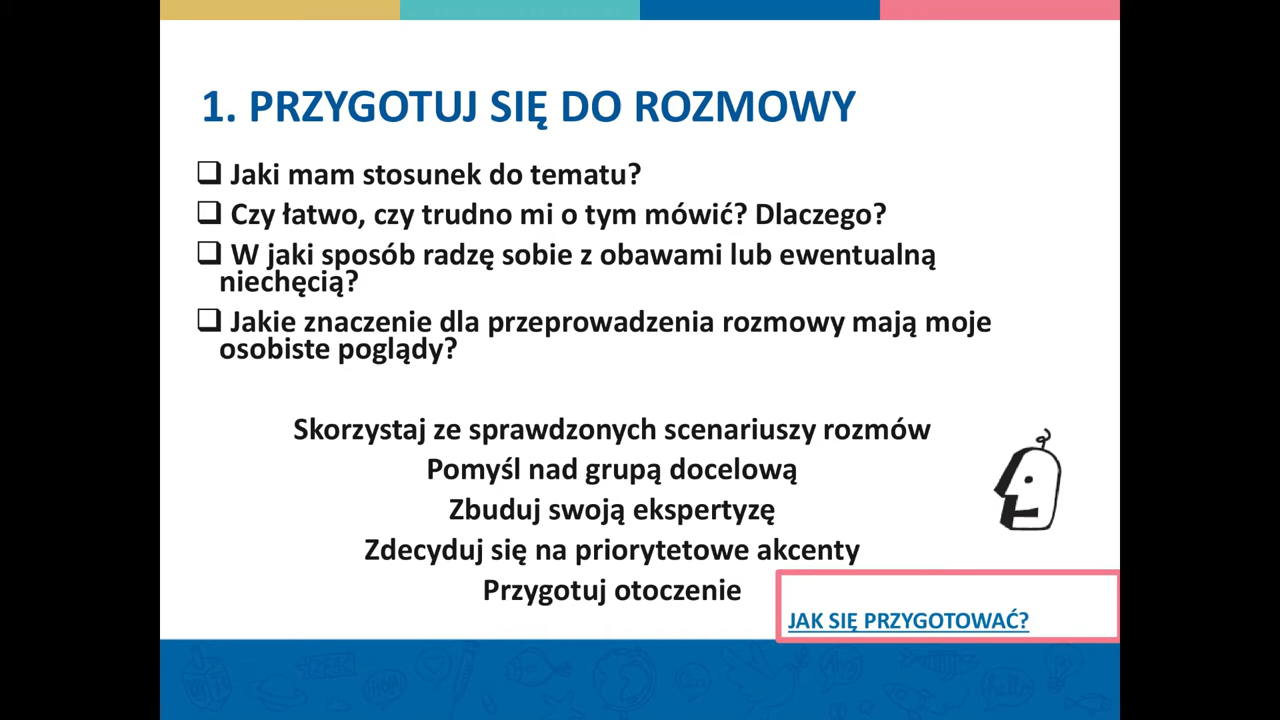 1. PRZYGOTUJ SIĘ DO ROZMOWY
Jaki mam stosunek do tematu?
Czy łatwo, czy trudno mi o tym mówić? Dlaczego?
W jaki sposób radzę sobie z obawami lub ewentualną
niechęcią?
Jakie znaczenie dla przeprowadzenia rozmowy mają moje
osobiste poglądy?
Skorzystaj ze sprawdzonych scenariuszy rozmów
Pomyśl nad grupą docelową
Zbuduj swoją ekspertyzę
Zdecyduj się na priorytetowe akcenty
Przygotuj otoczenie
JAK SIĘ PRZYGOTOWAĆ?